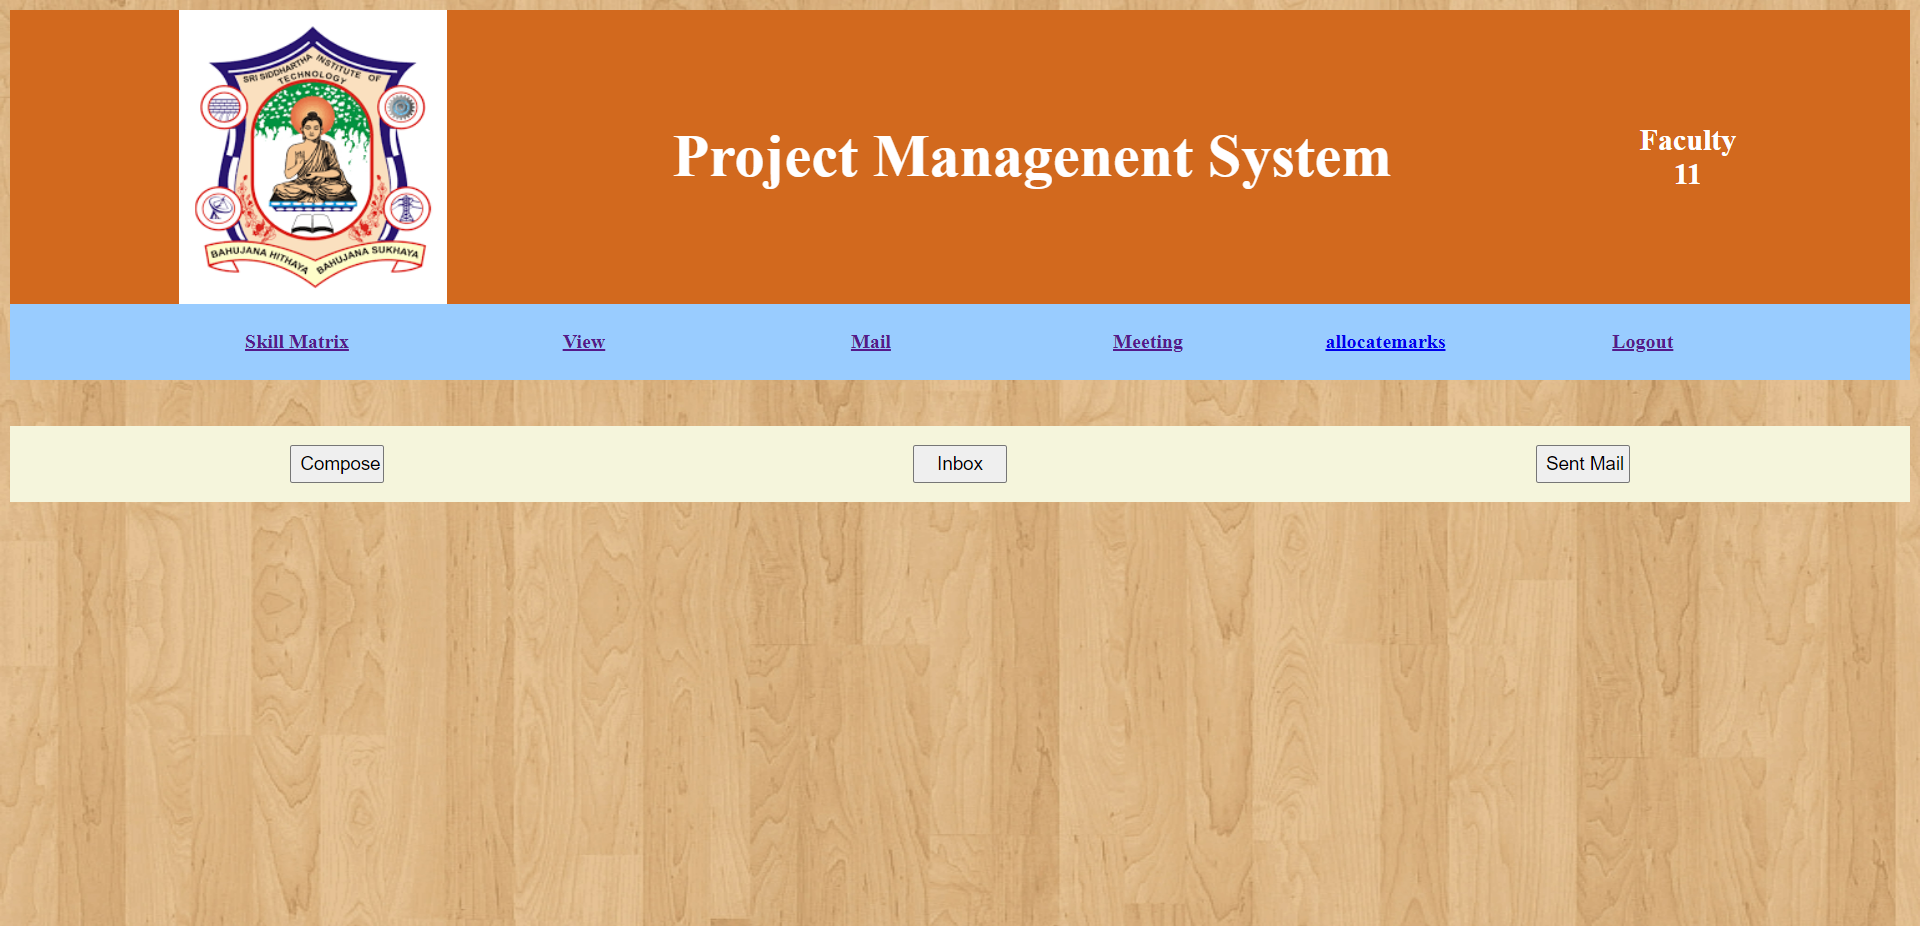 SRI SIDDHARTHA INSTITUTE OF
TECHNOLOGY
BAHUJANA HITHAYA BAHUJANA SUKHAYA
Project Managenent System
Faculty
11
Skill Matrix View Mail Meeting allocatemarks Logout
Compose Inbox Sent Mail